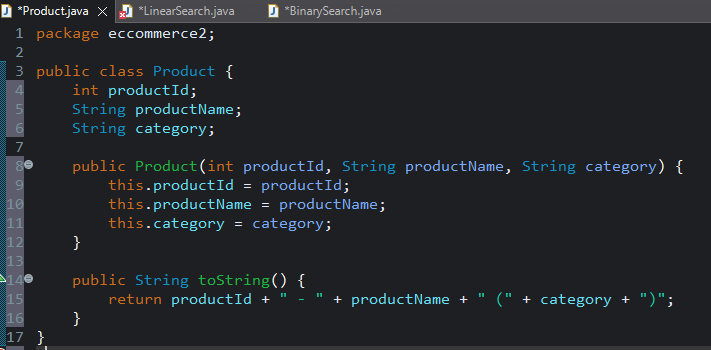 *Product.java *LinearSearch.java *BinarySearch.java
1 package eccommerce2;
2
3 public class Product {
4     int productId;
5     String productName;
6     String category;
7
8     public Product(int productId, String productName, String category) {
9         this.productId = productId;
10         this.productName = productName;
11         this.category = category;
12     }
13
14     public String toString() {
15         return productId + " - " + productName + " (" + category + ")";
16     }
17 }